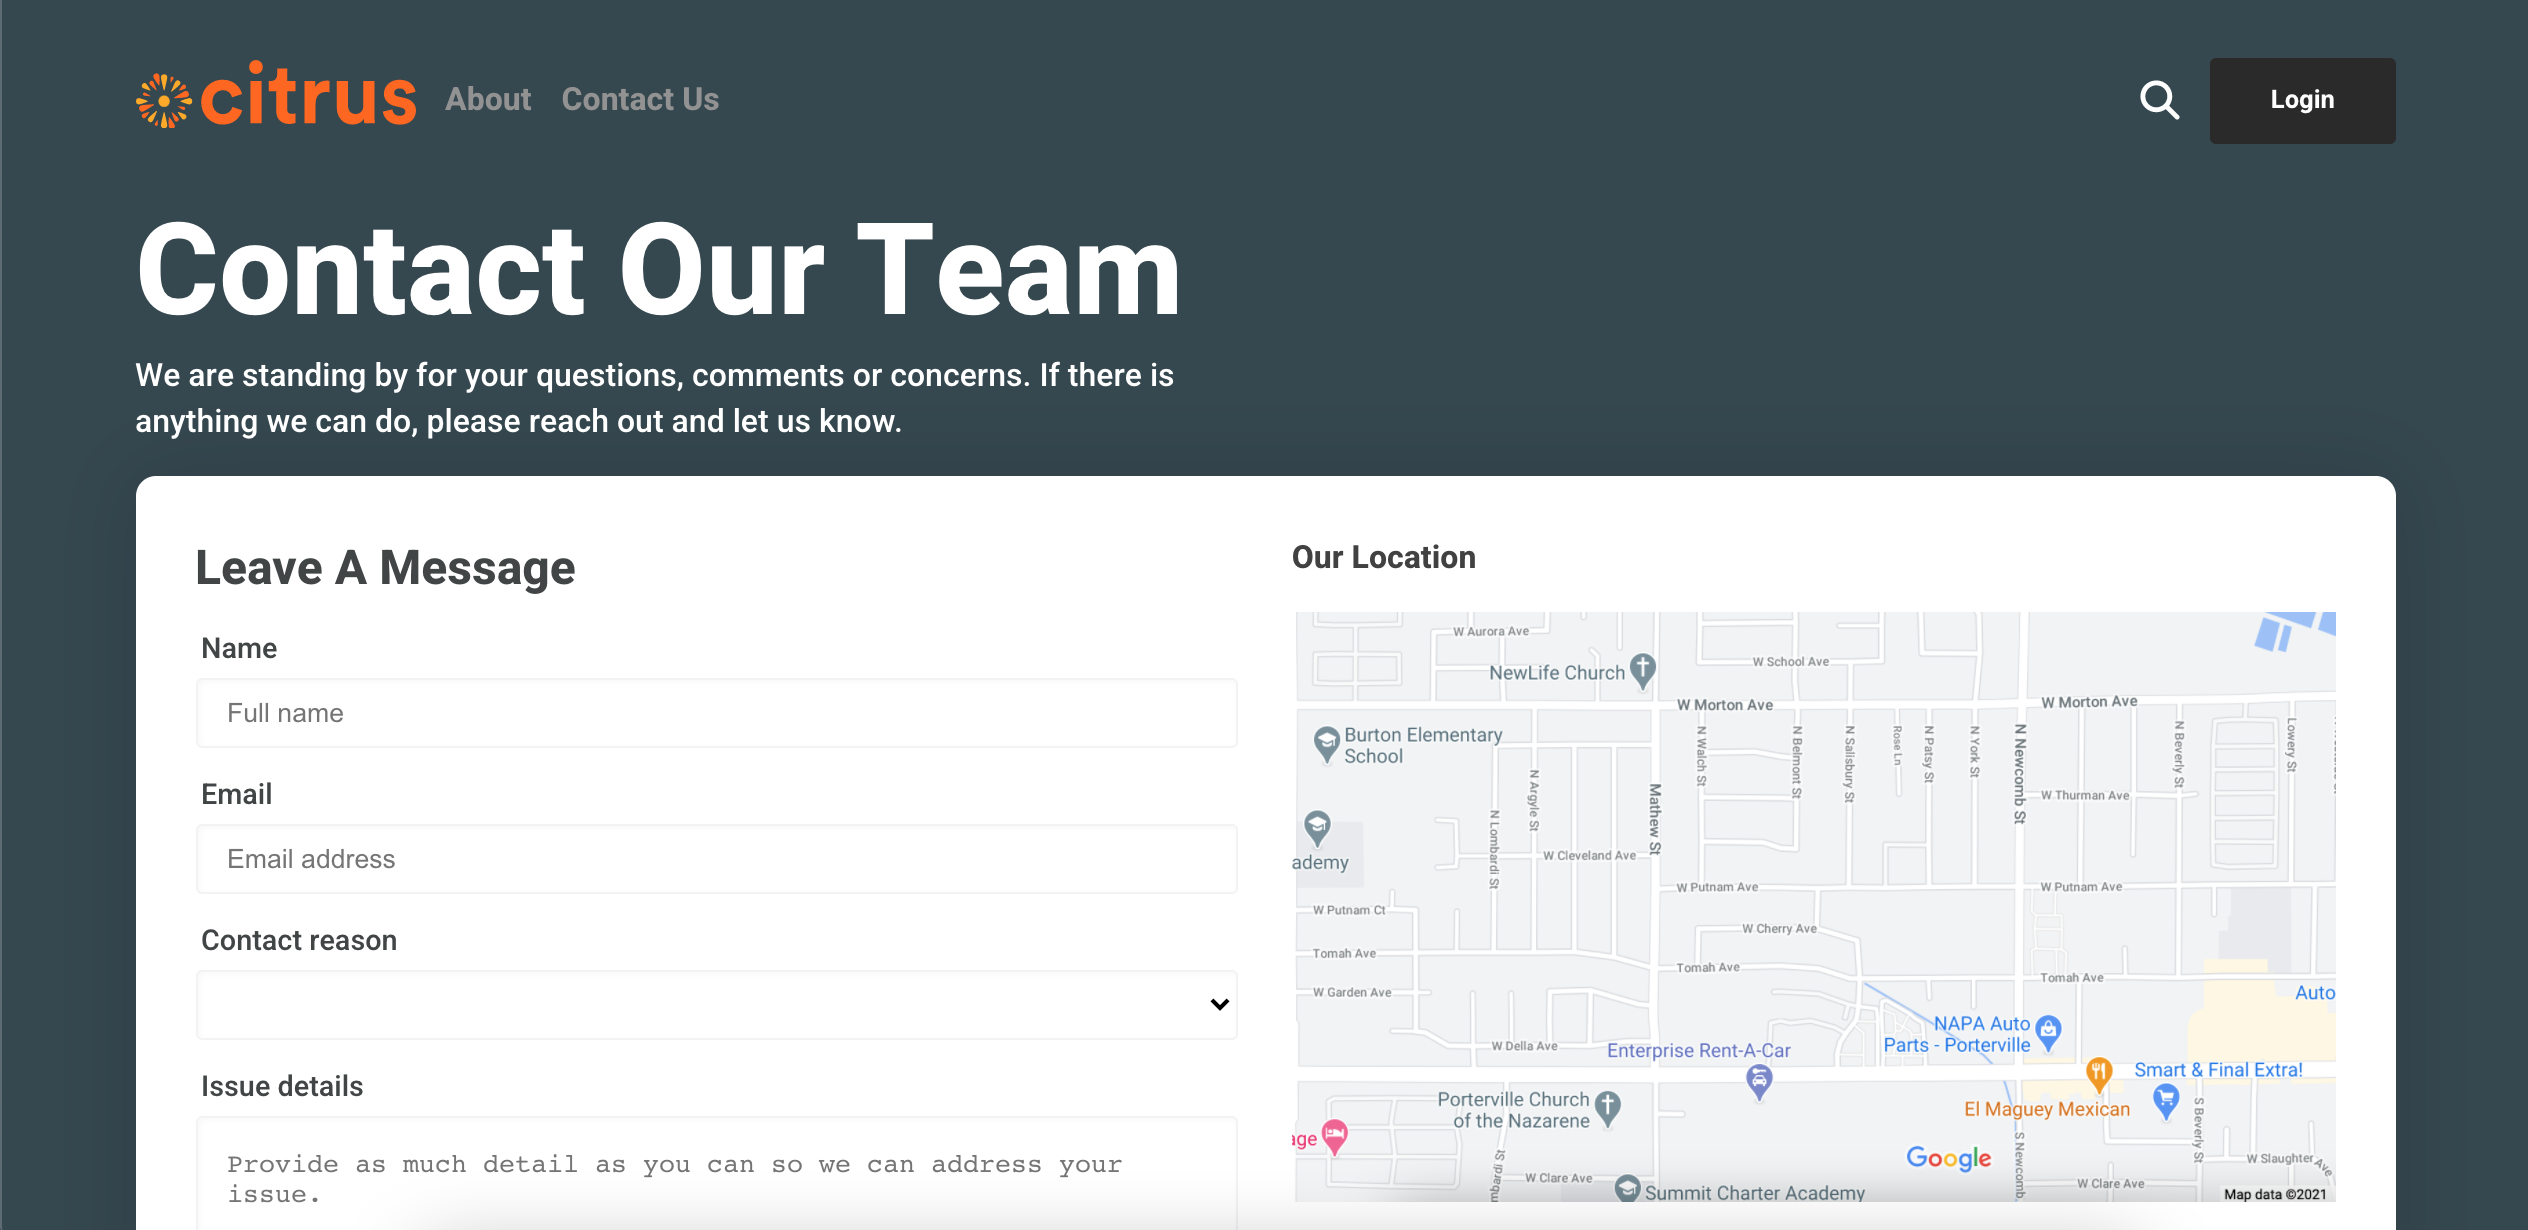 citrus
About
Contact Us
Login
Contact Our Team
We are standing by for your questions, comments or concerns. If there is
anything we can do, please reach out and let us know.
Leave A Message
Name
Full name
Email
Email address
Contact reason
Issue details
Provide as much detail as you can so we can address your
issue.
Our Location
W Aurora Ave
W School Ave
NewLife Church
W Morton Ave
W Morton Ave
Burton Elementary
School
N Walch St
N Belmont St
N Salisbury St
Rose Ln
N Patsy St
N York St
N Newcomb St
N Beverly St
Lowery St
N Argyle St
N Lombardi St
Mathew St
W Thurman Ave
ademy
W Cleveland Ave
W Putnam Ave
W Putnam Ave
W Putnam Ct
W Cherry Ave
Tomah Ave
Tomah Ave
Tomah Ave
W Garden Ave
Auto
NAPA Auto
Parts - Porterville
W Della Ave
Enterprise Rent-A-Car
Smart & Final Extra!
Porterville Church
of the Nazarene
El Maguey Mexican
S Beverly St
age
S Newcomb
Google
W Slaughter Ave
mbardi St
W Clare Ave
W Clare Ave
Summit Charter Academy
Map data ©2021